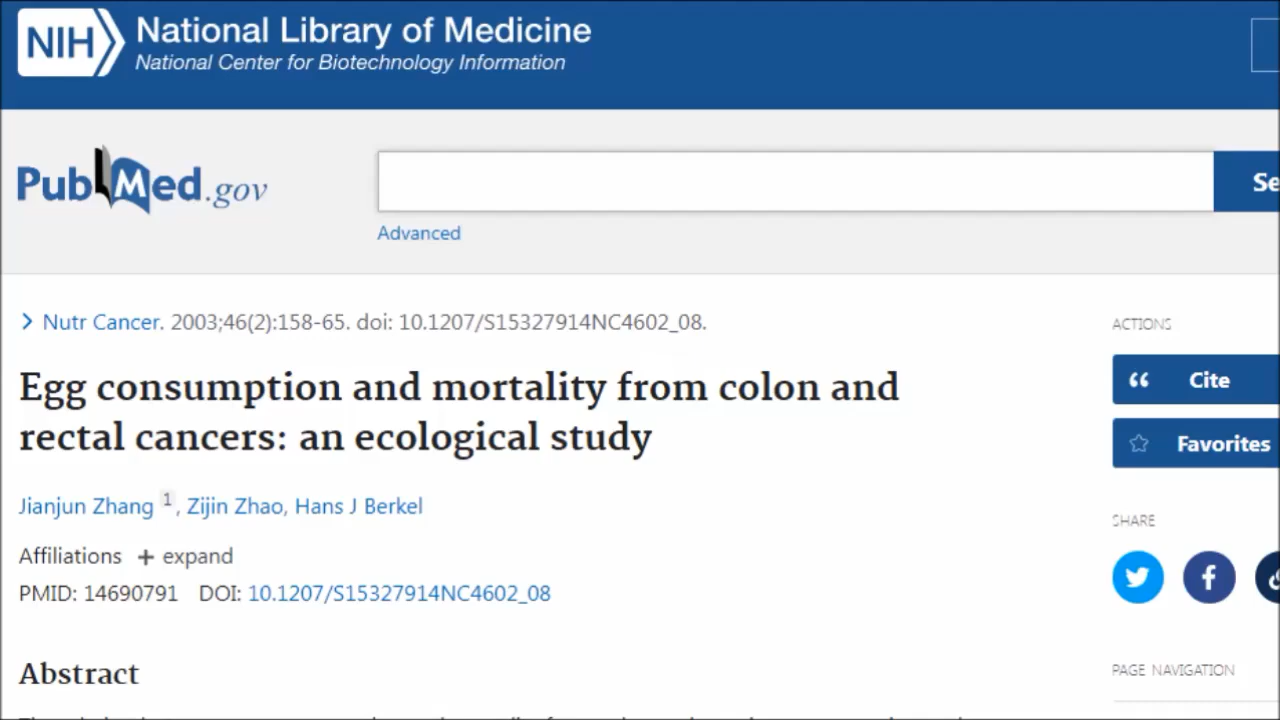 NIH National Library of Medicine
National Center for Biotechnology Information
PubMed.gov
Se
Advanced
Nutr Cancer. 2003;46(2):158-65. doi: 10.1207/S15327914NC4602_08.
Egg consumption and mortality from colon and
rectal cancers: an ecological study
Jianjun Zhang 1, Zijin Zhao, Hans J Berkel
Affiliations + expand
PMID: 14690791 DOI: 10.1207/S15327914NC4602_08
Abstract
ACTIONS
Cite
Favorites
SHARE
PAGE NAVIGATION